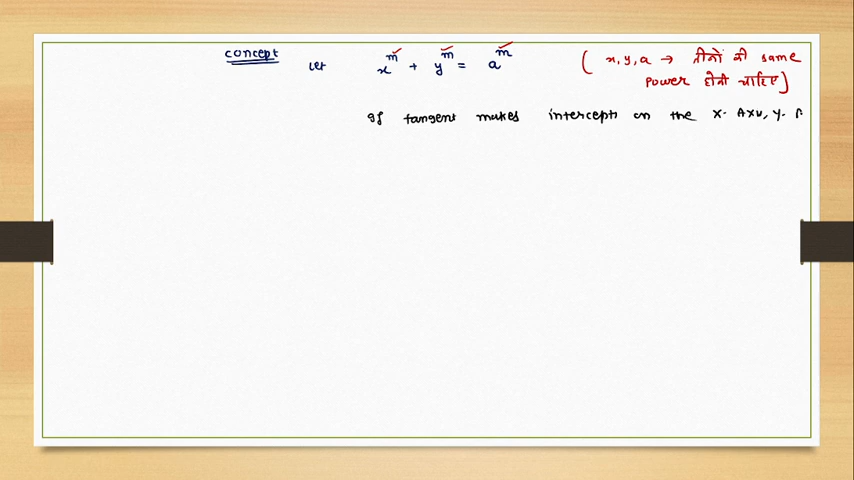 concept let x^m + y^m = a^m ( x, y, a → तीनों की same
Power होनी चाहिए )
If tangent makes intercepts on the X- Axis, Y-